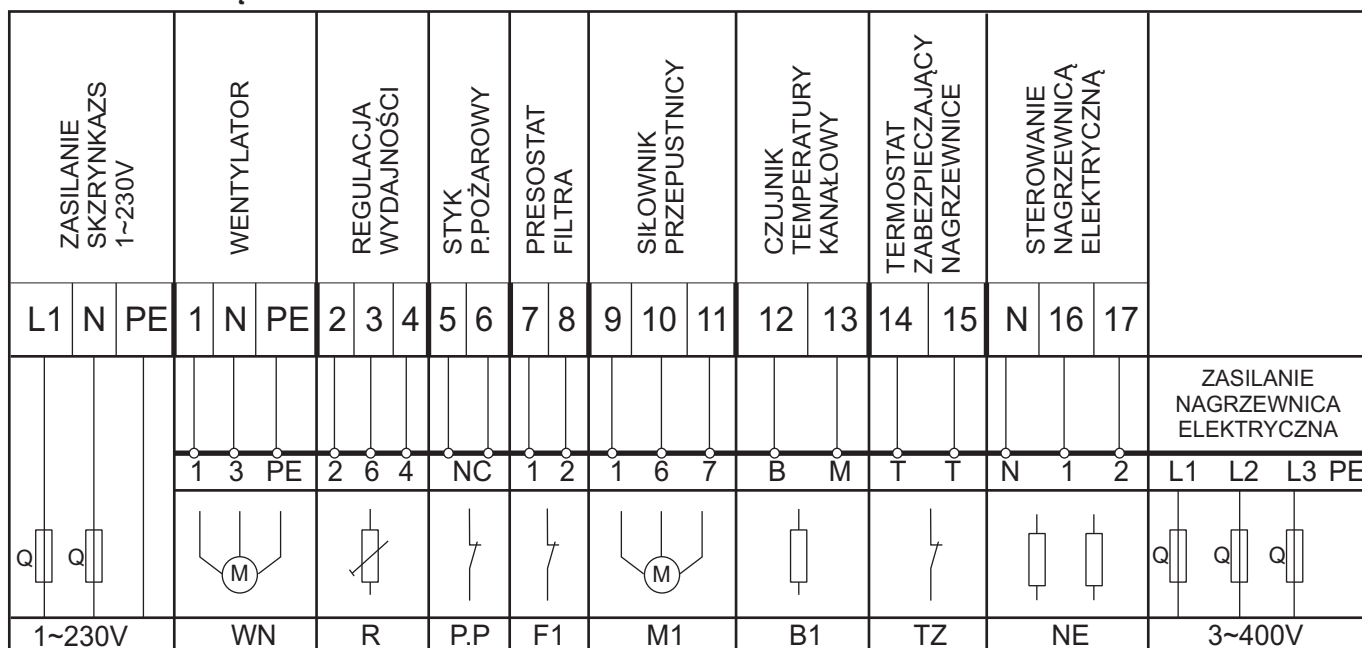 ZASILANIE
SKZRYNKAZS
1~230V
WENTYLATOR
REGULACJA
WYDAJNOŚCI
STYK
P.POŻAROWY
PRESOSTAT
FILTRA
SIŁOWNIK
PRZEPUSTNICY
CZUJNIK
TEMPERATURY
KANAŁOWY
TERMOSTAT
ZABEZPIECZAJĄCY
NAGRZEWNICE
STEROWANIE
NAGRZEWNICĄ
ELEKTRYCZNĄ
L1 N PE 1 N PE 2 3 4 5 6 7 8 9 10 11 12 13 14 15 N 16 17
ZASILANIE
NAGRZEWNICA
ELEKTRYCZNA
1 3 PE 2 6 4 NC 1 2 1 6 7 B M T T N 1 2 L1 L2 L3 PE
Q Q M M Q Q Q
1~230V WN R P.P F1 M1 B1 TZ NE 3~400V